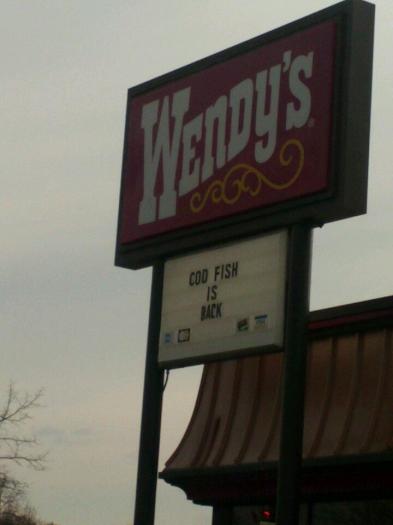 WENDY'S
COD FISH
IS
BACK